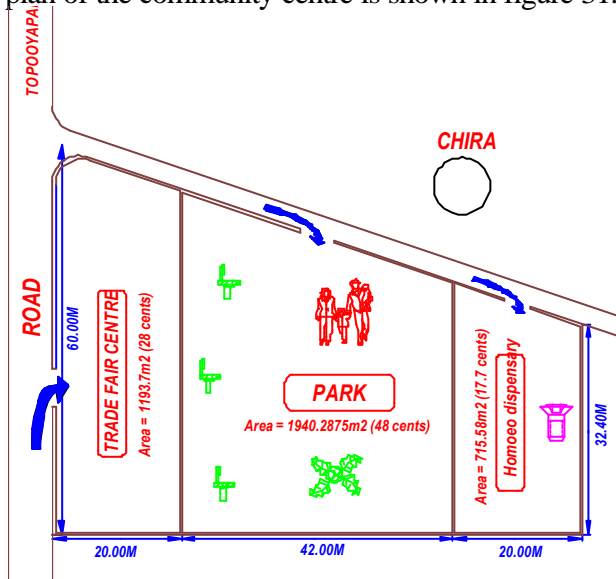 plan of the community centre is shown in figure 31.
TOPOOYAPA
CHIRA
ROAD
60.00M
TRADE FAIR CENTRE
Area = 1193.7m2 (28 cents)
PARK
Area = 1940.2875m2 (48 cents)
Area = 715.58m2 (17.7 cents)
Homoeo dispensary
32.40M
20.00M
42.00M
20.00M